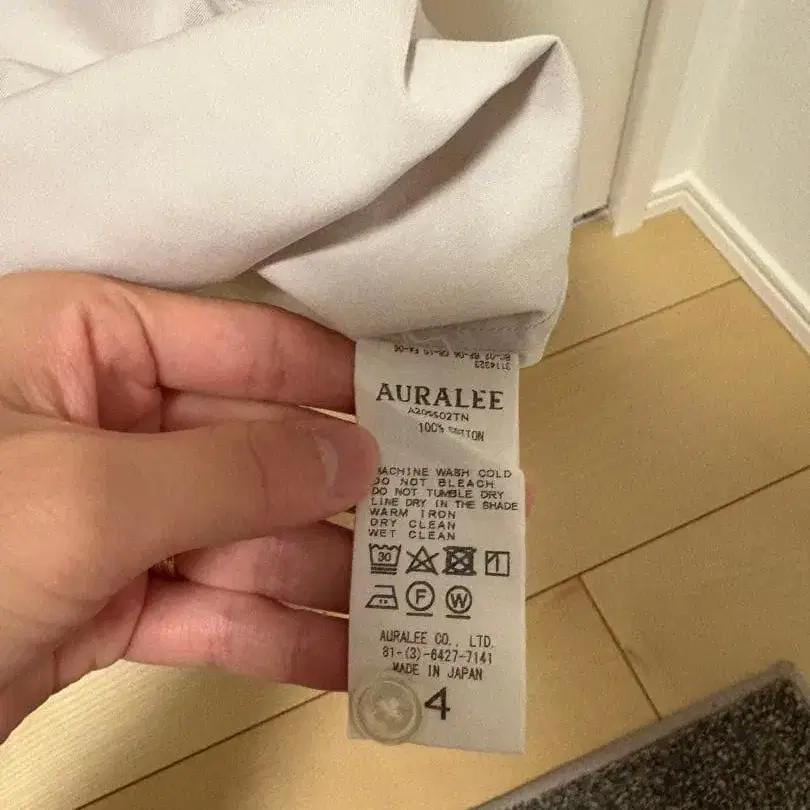 AURALEE
A20SS02TN
100% COTTON
MACHINE WASH COLD
DO NOT BLEACH
DO NOT TUMBLE DRY
LINE DRY IN THE SHADE
WARM IRON
DRY CLEAN
WET CLEAN
30
F
W
AURALEE CO., LTD.
81-(3)-6427-7141
MADE IN JAPAN
4